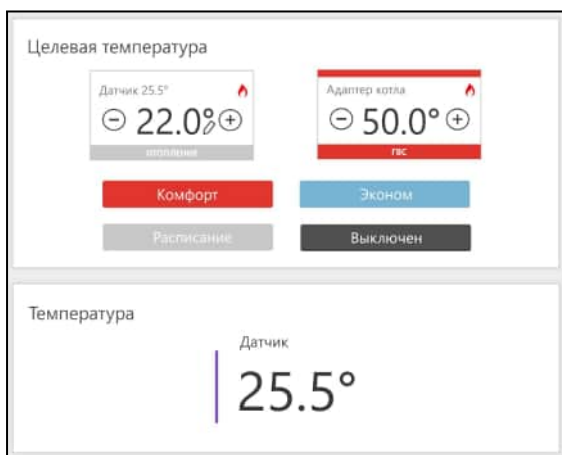 Целевая температура
Датчик 25.5°
22.0°
отопление
Адаптер котла
50.0°
ГВС
Комфорт
Эконом
Расписание
Выключен
Температура
Датчик
25.5°